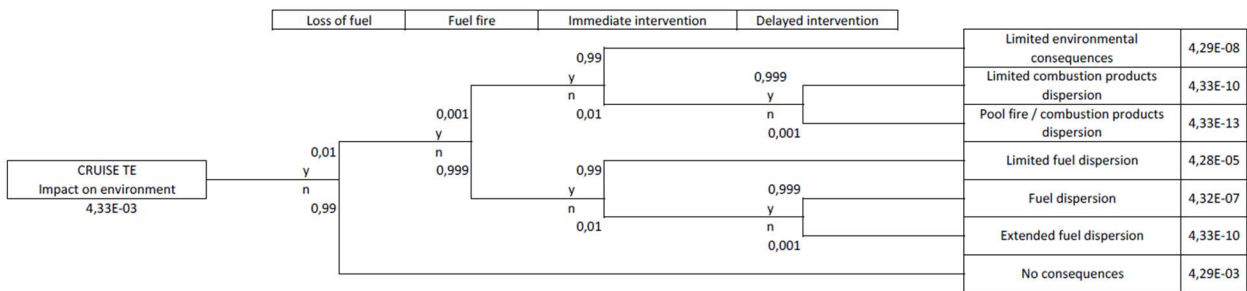 Loss of fuel
Fuel fire
Immediate intervention
Delayed intervention
Limited environmental
consequences
4,29E-08
0,99
y
n
0,01
0,999
y
n
0,001
Limited combustion products
dispersion
4,33E-10
Pool fire / combustion products
dispersion
4,33E-13
0,001
y
n
0,999
0,01
y
n
0,99
CRUISE TE
Impact on environment
4,33E-03
0,99
y
n
0,01
Limited fuel dispersion
4,28E-05
0,999
y
n
0,001
Fuel dispersion
4,32E-07
Extended fuel dispersion
4,33E-10
No consequences
4,29E-03